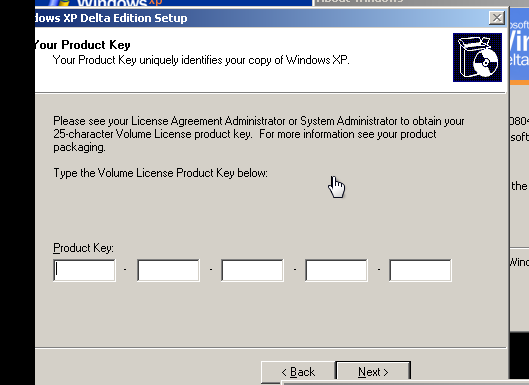 Windows xp
About Windows
dows XP Delta Edition Setup
Your Product Key
Your Product Key uniquely identifies your copy of Windows XP.
Please see your License Agreement Administrator or System Administrator to obtain your
25-character Volume License product key. For more information see your product
packaging.
Type the Volume License Product Key below:
Product Key:
- - - -
< Back
Next >
osoft
Vin
elta
0804
soft
the
Wind